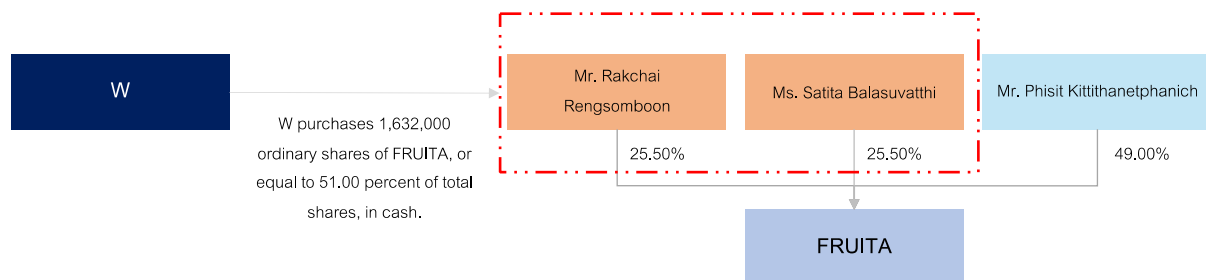 W
W purchases 1,632,000
ordinary shares of FRUITA, or
equal to 51.00 percent of total
shares, in cash.
Mr. Rakchai
Rengsomboon
Ms. Satita Balasuvatthi
Mr. Phisit Kittithanetphanich
25.50%
25.50%
49.00%
FRUITA